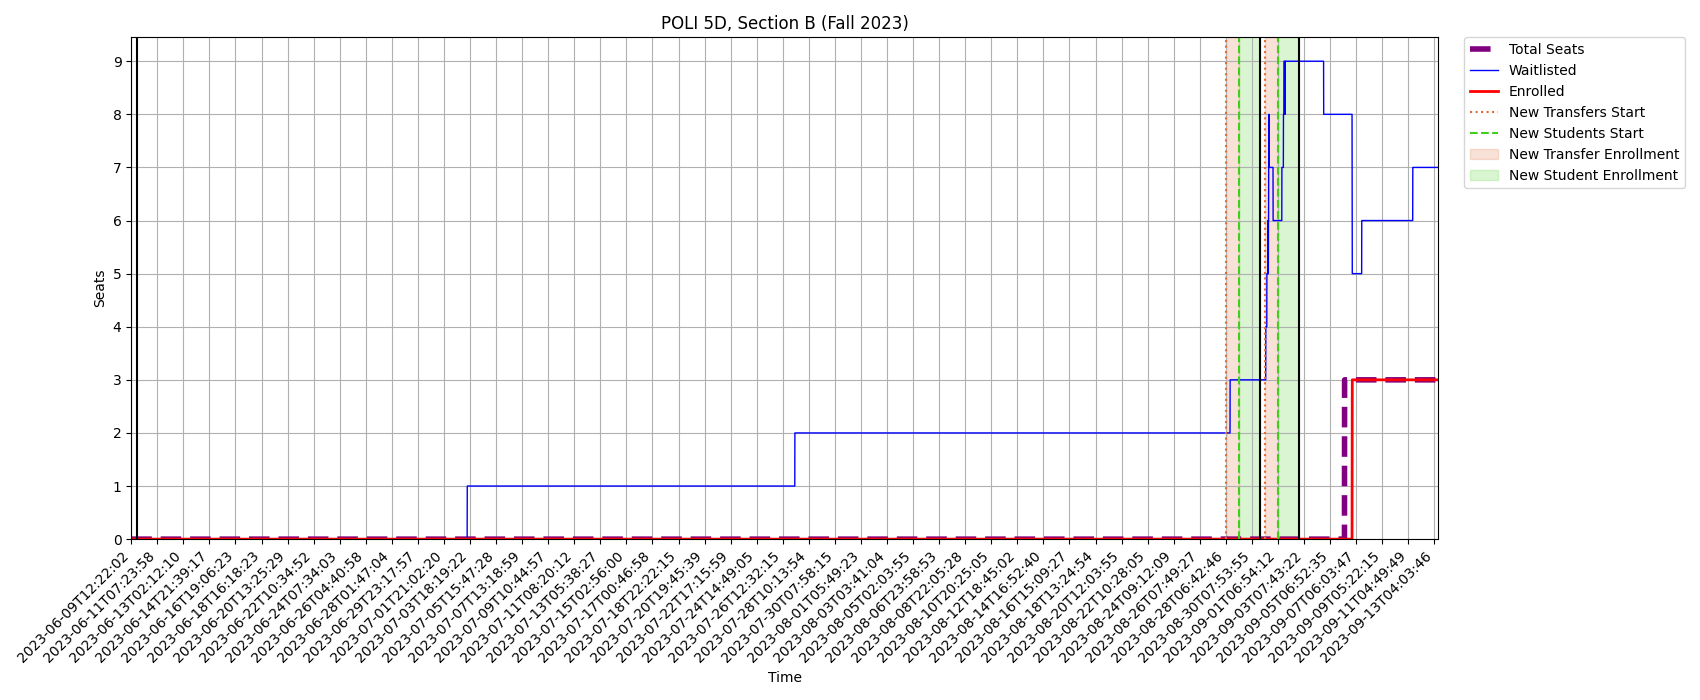 POLI 5D, Section B (Fall 2023)
Seats
9
8
7
6
5
4
3
2
1
0
2023-06-09T12:22:02
2023-06-11T07:23:58
2023-06-13T02:12:10
2023-06-14T21:39:17
2023-06-16T19:06:23
2023-06-18T16:18:23
2023-06-20T13:25:29
2023-06-22T10:34:52
2023-06-24T07:34:03
2023-06-26T04:40:58
2023-06-28T01:47:04
2023-06-29T23:17:57
2023-07-01T21:02:20
2023-07-03T18:19:22
2023-07-05T15:47:28
2023-07-07T13:18:59
2023-07-09T10:44:57
2023-07-11T08:20:12
2023-07-13T05:38:27
2023-07-15T02:56:00
2023-07-17T00:46:58
2023-07-18T22:22:15
2023-07-20T19:45:39
2023-07-22T17:15:59
2023-07-24T14:49:05
2023-07-26T12:32:15
2023-07-28T10:13:54
2023-07-30T07:58:15
2023-08-01T05:49:23
2023-08-03T03:41:04
2023-08-05T02:03:55
2023-08-06T23:58:53
2023-08-08T22:05:28
2023-08-10T20:25:05
2023-08-12T18:45:02
2023-08-14T16:52:40
2023-08-16T15:09:27
2023-08-18T13:24:54
2023-08-20T12:03:55
2023-08-22T10:28:05
2023-08-24T09:12:09
2023-08-26T07:49:27
2023-08-28T06:42:46
2023-08-30T07:53:55
2023-09-01T06:54:12
2023-09-03T07:43:22
2023-09-05T06:52:35
2023-09-07T06:03:47
2023-09-09T05:22:15
2023-09-11T04:49:49
2023-09-13T04:03:46
Time
Total Seats
Waitlisted
Enrolled
New Transfers Start
New Students Start
New Transfer Enrollment
New Student Enrollment